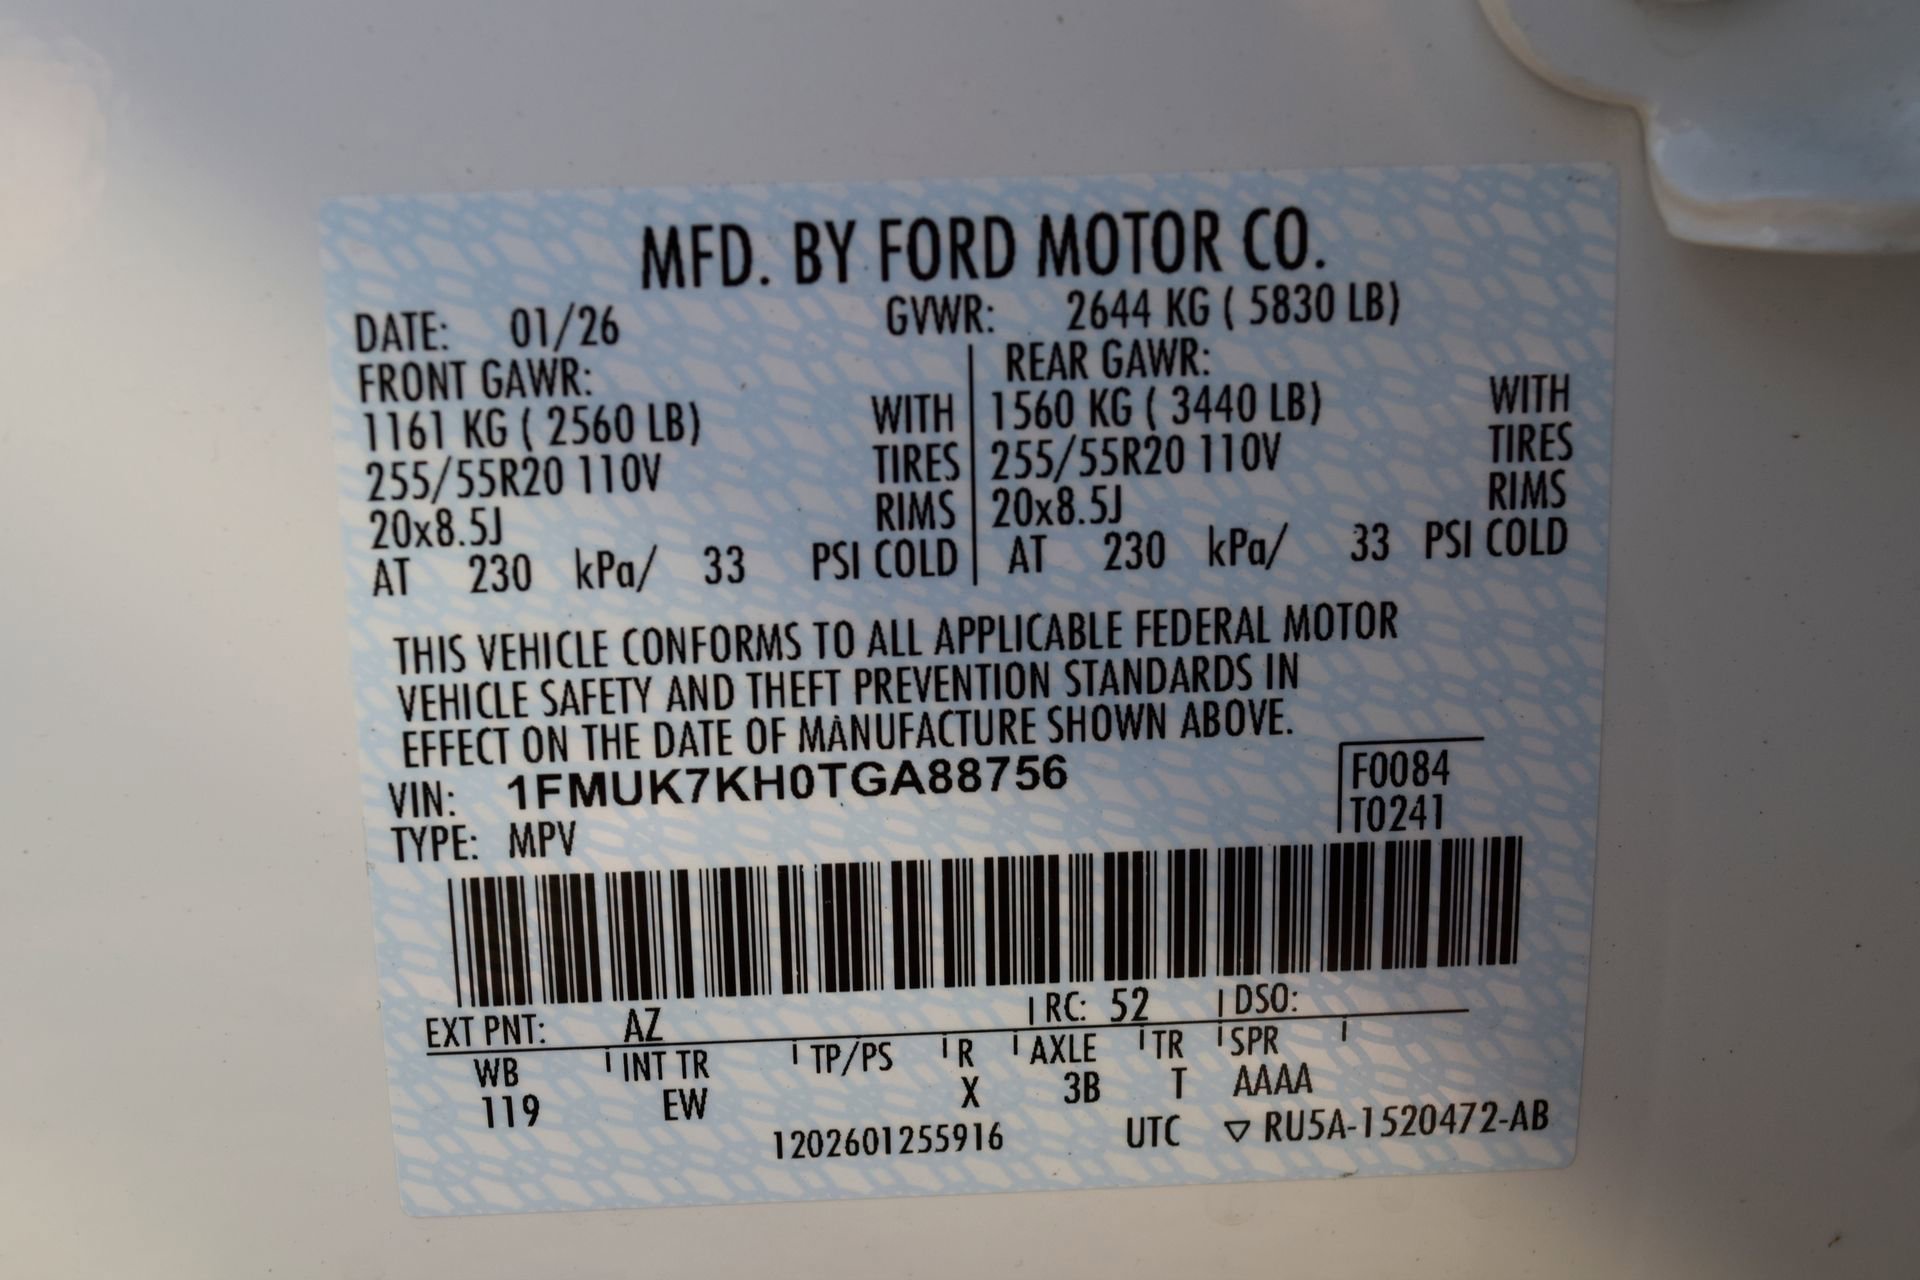 MFD. BY FORD MOTOR CO.
DATE: 01/26 GVWR: 2644 KG ( 5830 LB)
FRONT GAWR: REAR GAWR:
1161 KG ( 2560 LB) WITH 1560 KG ( 3440 LB) WITH
255/55R20 110V TIRES 255/55R20 110V TIRES
20x8.5J RIMS 20x8.5J RIMS
AT 230 kPa/ 33 PSI COLD AT 230 kPa/ 33 PSI COLD
THIS VEHICLE CONFORMS TO ALL APPLICABLE FEDERAL MOTOR
VEHICLE SAFETY AND THEFT PREVENTION STANDARDS IN
EFFECT ON THE DATE OF MANUFACTURE SHOWN ABOVE.
VIN: 1FMUK7KH0TGA88756 F0084
TYPE: MPV T0241
EXT PNT: AZ RC: 52 DSO:
WB INT TR TP/PS R AXLE TR SPR
119 EW X 3B T AAAA
1202601255916 UTC ▽ RU5A-1520472-AB